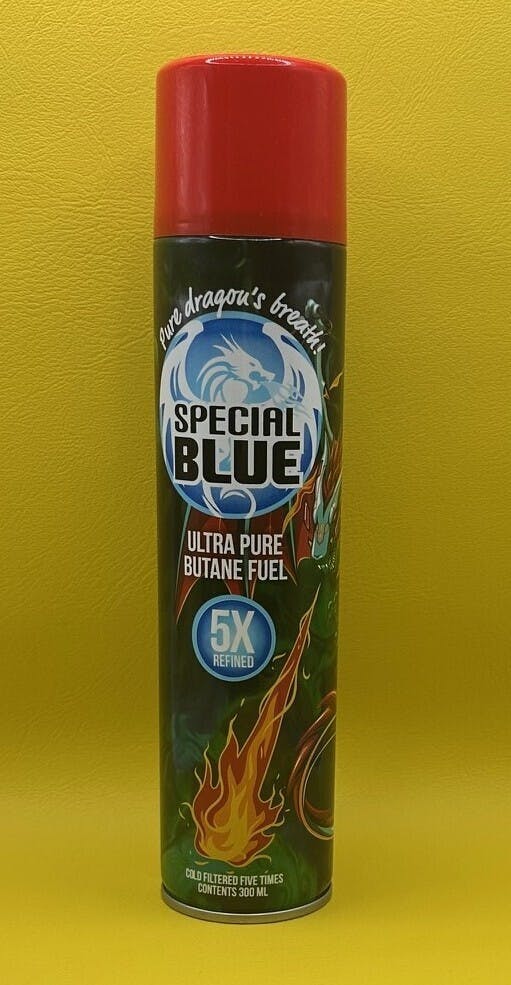 Pure dragon's breath!
SPECIAL
BLUE
ULTRA PURE
BUTANE FUEL
5X
REFINED
COLD FILTERED FIVE TIMES
CONTENTS 300 ML